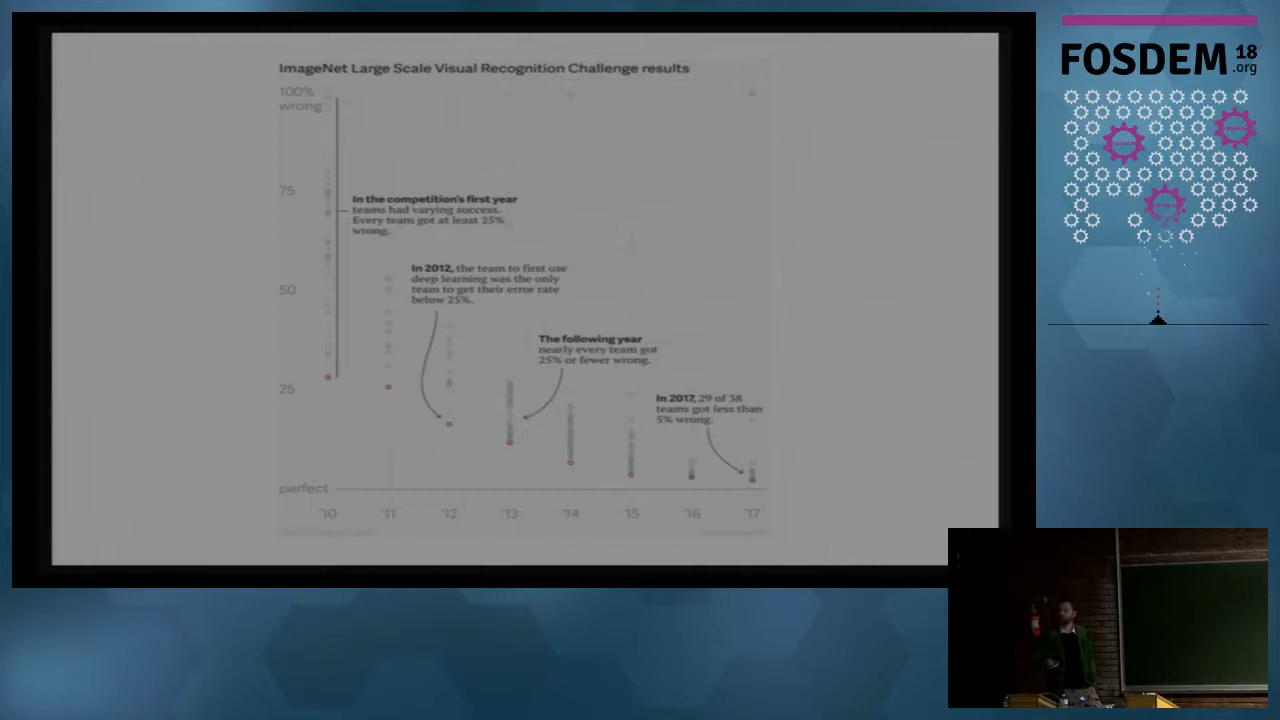 ImageNet Large Scale Visual Recognition Challenge results
100%
wrong
75
In the competition's first year
teams had varying success.
Every team got at least 25%
wrong.
In 2012, the team to first use
deep learning was the only
team to get their error rate
below 25%.
50
The following year
nearly every team got
25% or fewer wrong.
25
In 2017, 29 of 38
teams got less than
5% wrong.
perfect
'10 '11 '12 '13 '14 '15 '16 '17
FOSDEM 18
.org